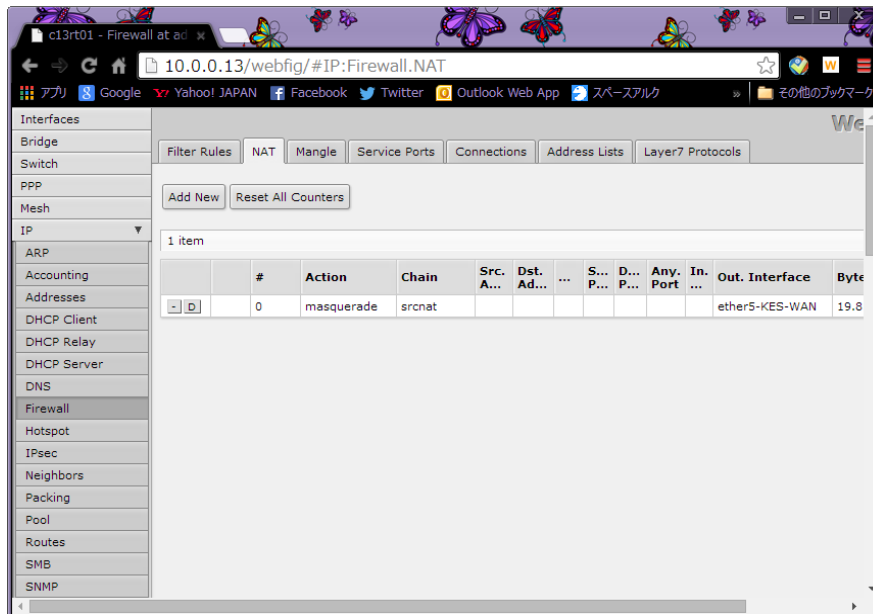 c13rt01 - Firewall at ad
10.0.0.13/webfig/#IP:Firewall.NAT
アプリ Google Yahoo! JAPAN Facebook Twitter Outlook Web App スペースアルク » その他のブックマーク
Interfaces
Bridge
Switch
PPP
Mesh
IP
ARP
Accounting
Addresses
DHCP Client
DHCP Relay
DHCP Server
DNS
Firewall
Hotspot
IPsec
Neighbors
Packing
Pool
Routes
SMB
SNMP
We
Filter Rules NAT Mangle Service Ports Connections Address Lists Layer7 Protocols
Add New Reset All Counters
1 item
# Action Chain Src. A... Dst. Ad... ... S... P... D... P... Any. Port In. ... Out. Interface Byte
- D 0 masquerade srcnat ether5-KES-WAN 19.8